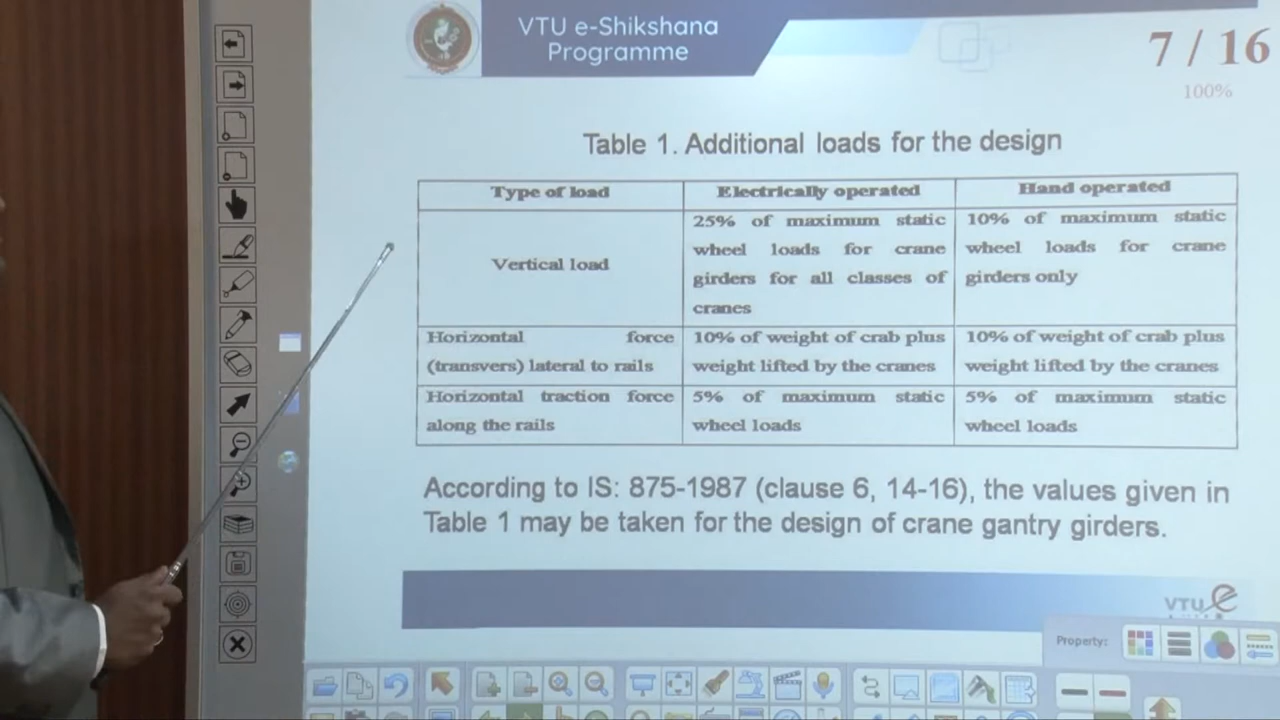 VTU e-Shikshana
Programme
7 / 16
100%
Table 1. Additional loads for the design
Type of load
Electrically operated
Hand operated
Vertical load
25% of maximum static
wheel loads for crane
girders for all classes of
cranes
10% of maximum static
wheel loads for crane
girders only
Horizontal force
(transvers) lateral to rails
10% of weight of crab plus
weight lifted by the cranes
10% of weight of crab plus
weight lifted by the cranes
Horizontal traction force
along the rails
5% of maximum static
wheel loads
5% of maximum static
wheel loads
According to IS: 875-1987 (clause 6, 14-16), the values given in
Table 1 may be taken for the design of crane gantry girders.
VTU e
Property: